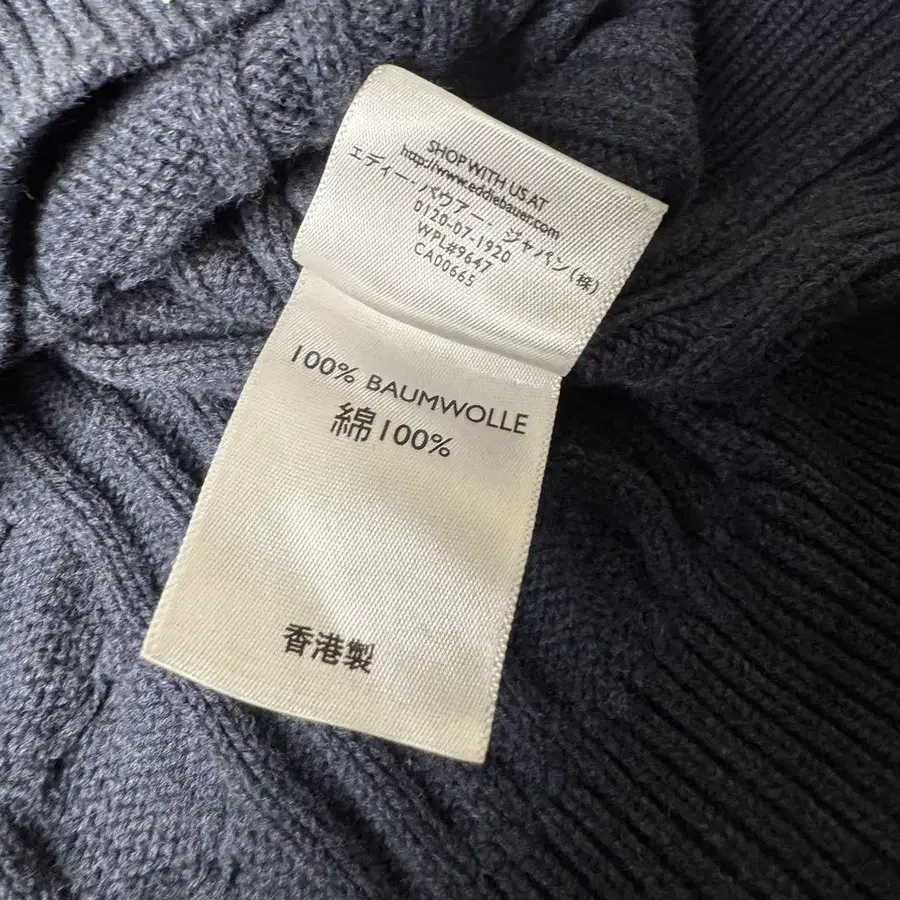 SHOP WITH US AT
http://www.eddiebauer.com
エディー・バウアー・ジャパン(株)
0120-07-1920
WPL#9647
CA00665
100% BAUMWOLLE
綿100%
香港製